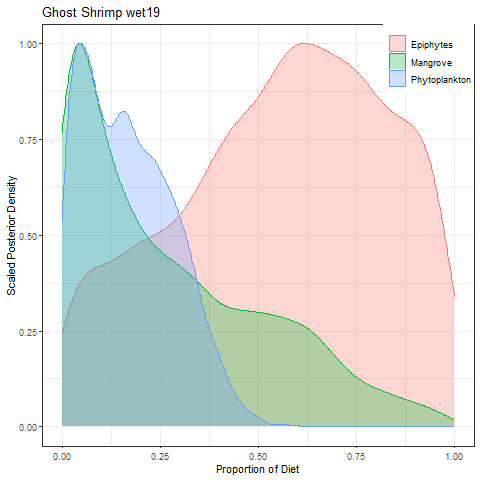 Ghost Shrimp wet19
Epiphytes
Mangrove
Phytoplankton
Scaled Posterior Density
1.00
0.75
0.50
0.25
0.00
0.00 0.25 0.50 0.75 1.00
Proportion of Diet